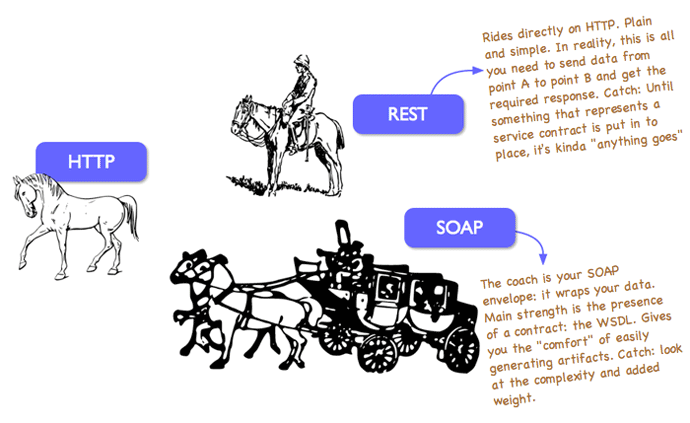 Rides directly on HTTP. Plain
and simple. In reality, this is all
you need to send data from
point A to point B and get the
required response. Catch: Until
something that represents a
service contract is put in to
place, it's kinda "anything goes"
REST
HTTP
SOAP
The coach is your SOAP
envelope: it wraps your data.
Main strength is the presence
of a contract: the WSDL. Gives
you the "comfort" of easily
generating artifacts. Catch: look
at the complexity and added
weight.